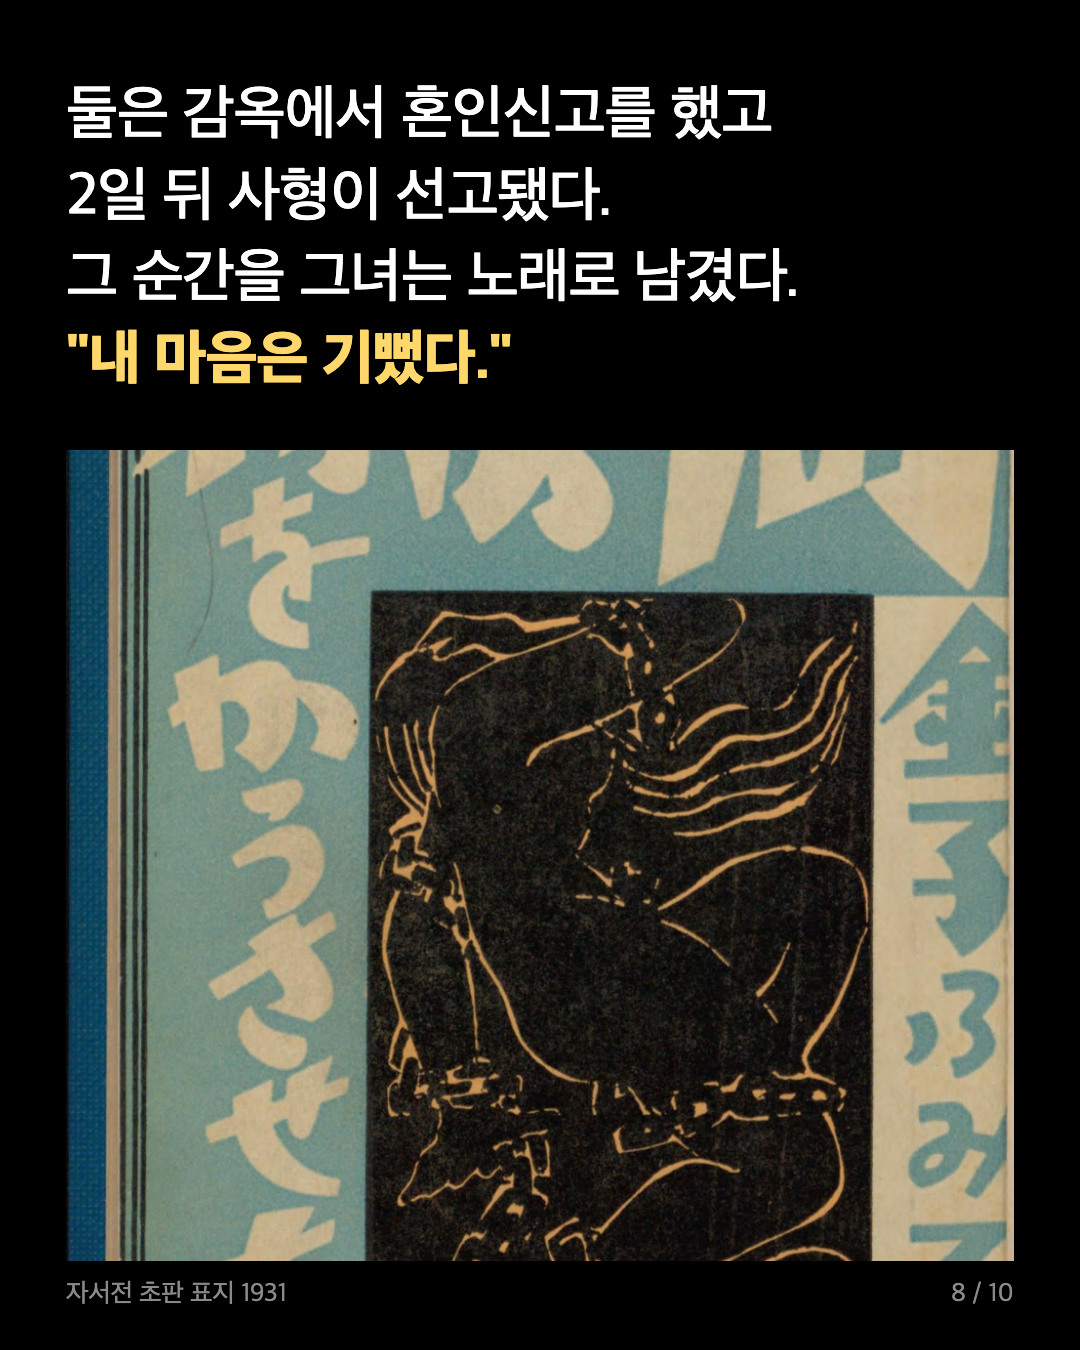 둘은 감옥에서 혼인신고를 했고
2일 뒤 사형이 선고됐다.
그 순간을 그녀는 노래로 남겼다.
"내 마음은 기뻤다."
金子ふみ
をかうさせ
자서전 초판 표지 1931
8 / 10